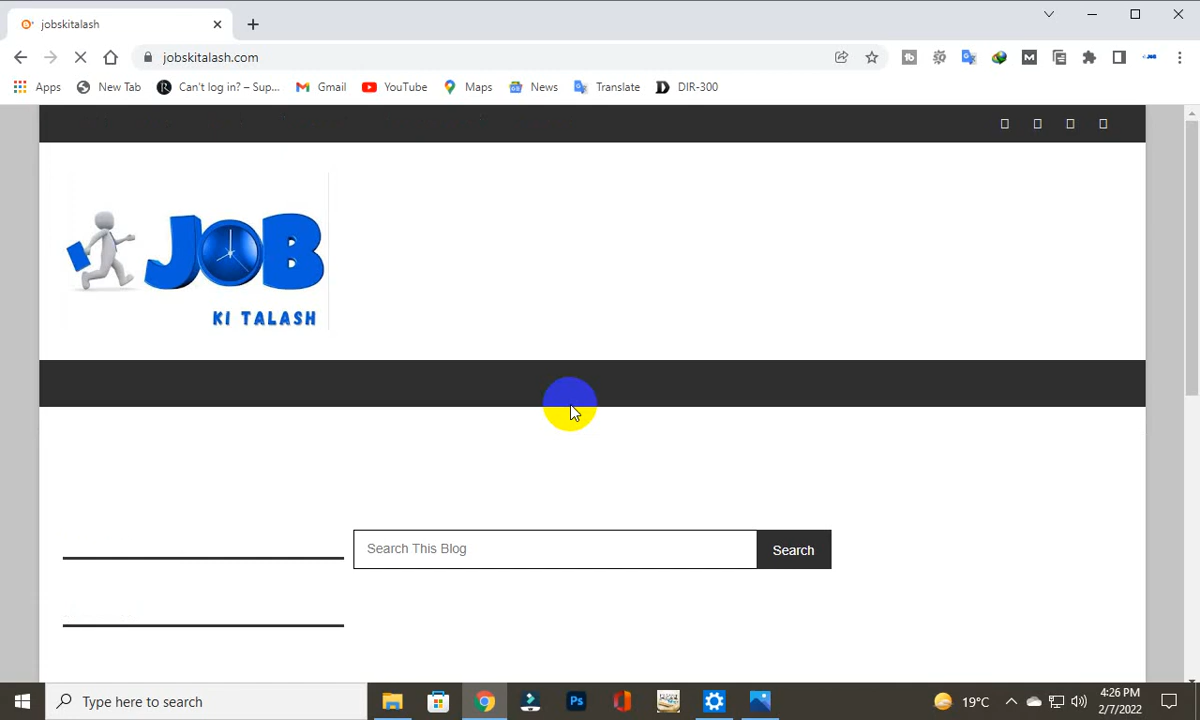 jobskitalash
jobskitalash.com
Apps
New Tab
Can't log in? – Sup...
Gmail
YouTube
Maps
News
Translate
DIR-300
JOB
KI TALASH
Search This Blog
Search
Type here to search
Ps
19°C
4:26 PM
2/7/2022